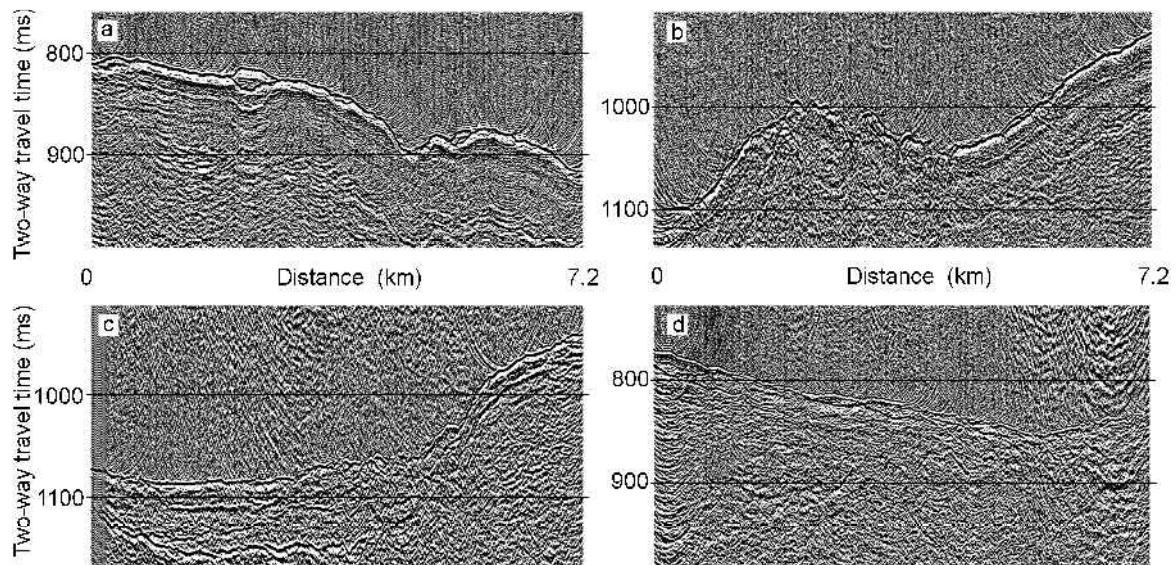 a
b
Two-way travel time (ms)
800
900
1000
1100
0 Distance (km) 7.2
0 Distance (km) 7.2
c
d
Two-way travel time (ms)
1000
1100
800
900